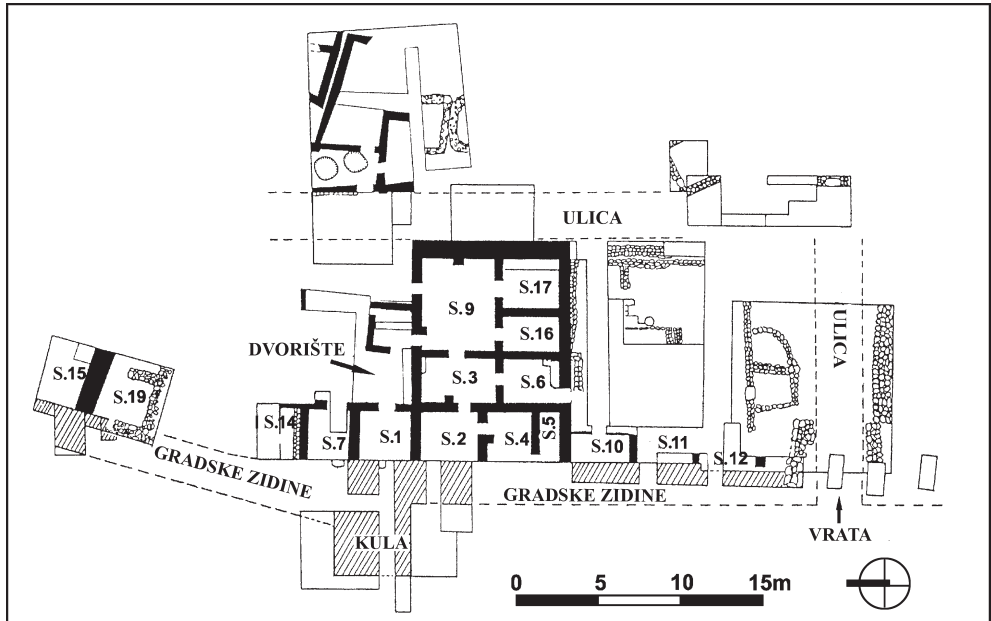 ULICA
S.17
S.9
S.16
ULICA
DVORIŠTE
S.15
S.3
S.6
S.19
S.14
S.7
S.1
S.2
S.4
S.5
S.10
S.11
S.12
GRADSKE ZIDINE
GRADSKE ZIDINE
KULA
VRATA
0 5 10 15m